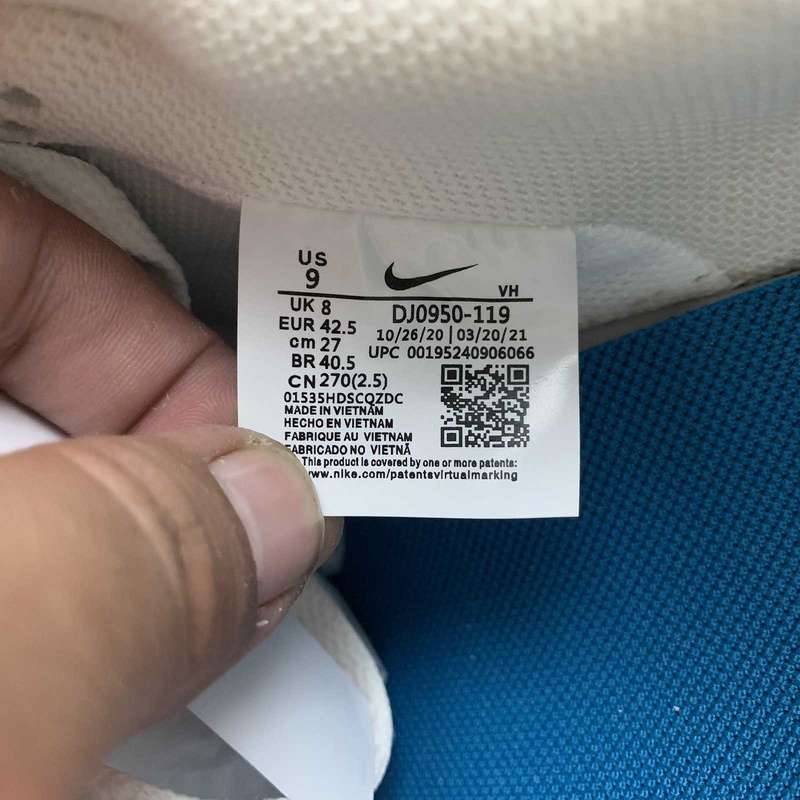 US
9
VH
UK 8
EUR 42.5
cm 27
BR 40.5
CN 270(2.5)
DJ0950-119
10/26/20 | 03/20/21
UPC 00195240906066
01535HDSCQZDC
MADE IN VIETNAM
HECHO EN VIETNAM
FABRIQUE AU VIETNAM
FABRICADO NO VIETNÃ
This product is covered by one or more patents:
www.nike.com/patentsvirtualmarking